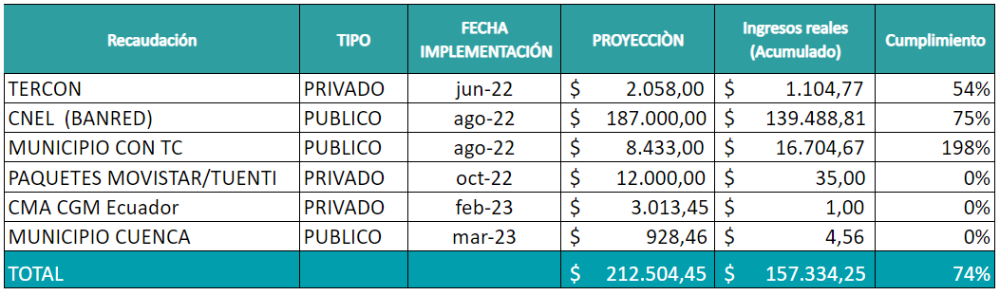 Recaudación TIPO FECHA IMPLEMENTACIÓN PROYECCIÒN Ingresos reales (Acumulado) Cumplimiento
TERCON PRIVADO jun-22 $ 2.058,00 $ 1.104,77 54%
CNEL (BANRED) PUBLICO ago-22 $ 187.000,00 $ 139.488,81 75%
MUNICIPIO CON TC PUBLICO ago-22 $ 8.433,00 $ 16.704,67 198%
PAQUETES MOVISTAR/TUENTI PRIVADO oct-22 $ 12.000,00 $ 35,00 0%
CMA CGM Ecuador PRIVADO feb-23 $ 3.013,45 $ 1,00 0%
MUNICIPIO CUENCA PUBLICO mar-23 $ 928,46 $ 4,56 0%
TOTAL $ 212.504,45 $ 157.334,25 74%